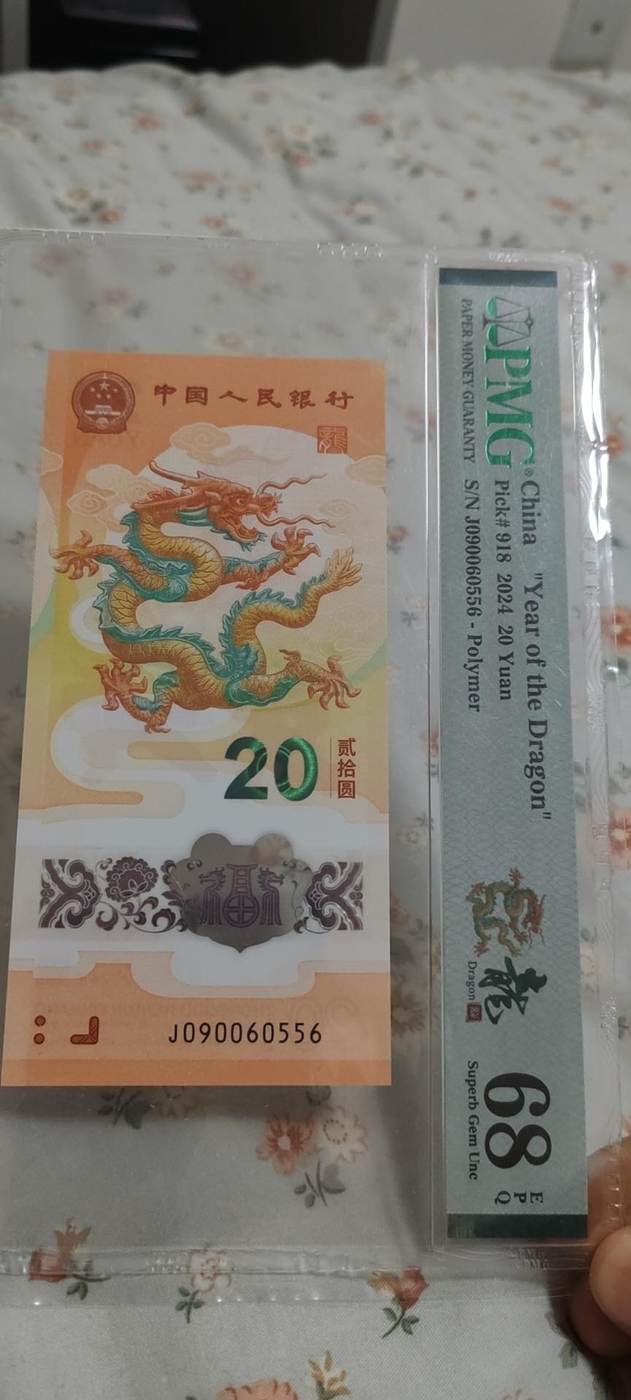 中国人民银行
龍
20
贰拾圆
J090060556
PMG®
PAPER MONEY GUARANTY
China "Year of the Dragon"
Pick# 918 2024 20 Yuan
S/N J090060556 - Polymer
龍
Dragon
68
EPQ
Superb Gem Unc